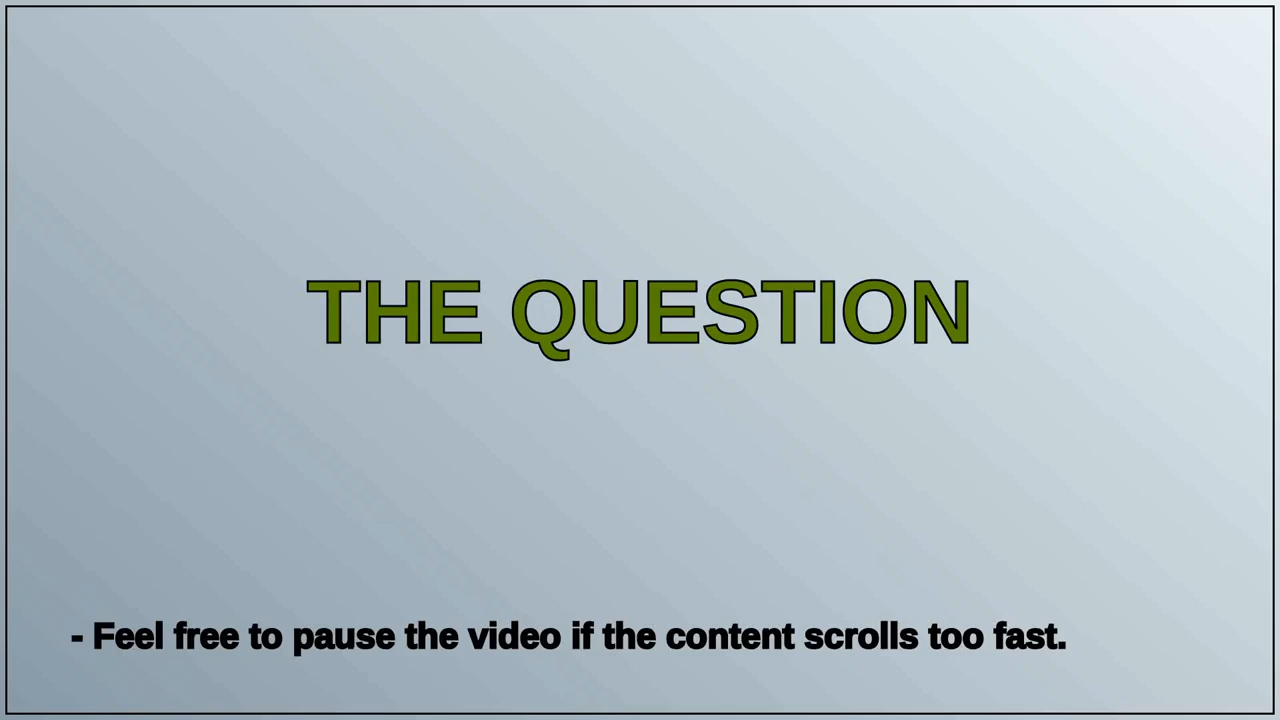 THE QUESTION
- Feel free to pause the video if the content scrolls too fast.